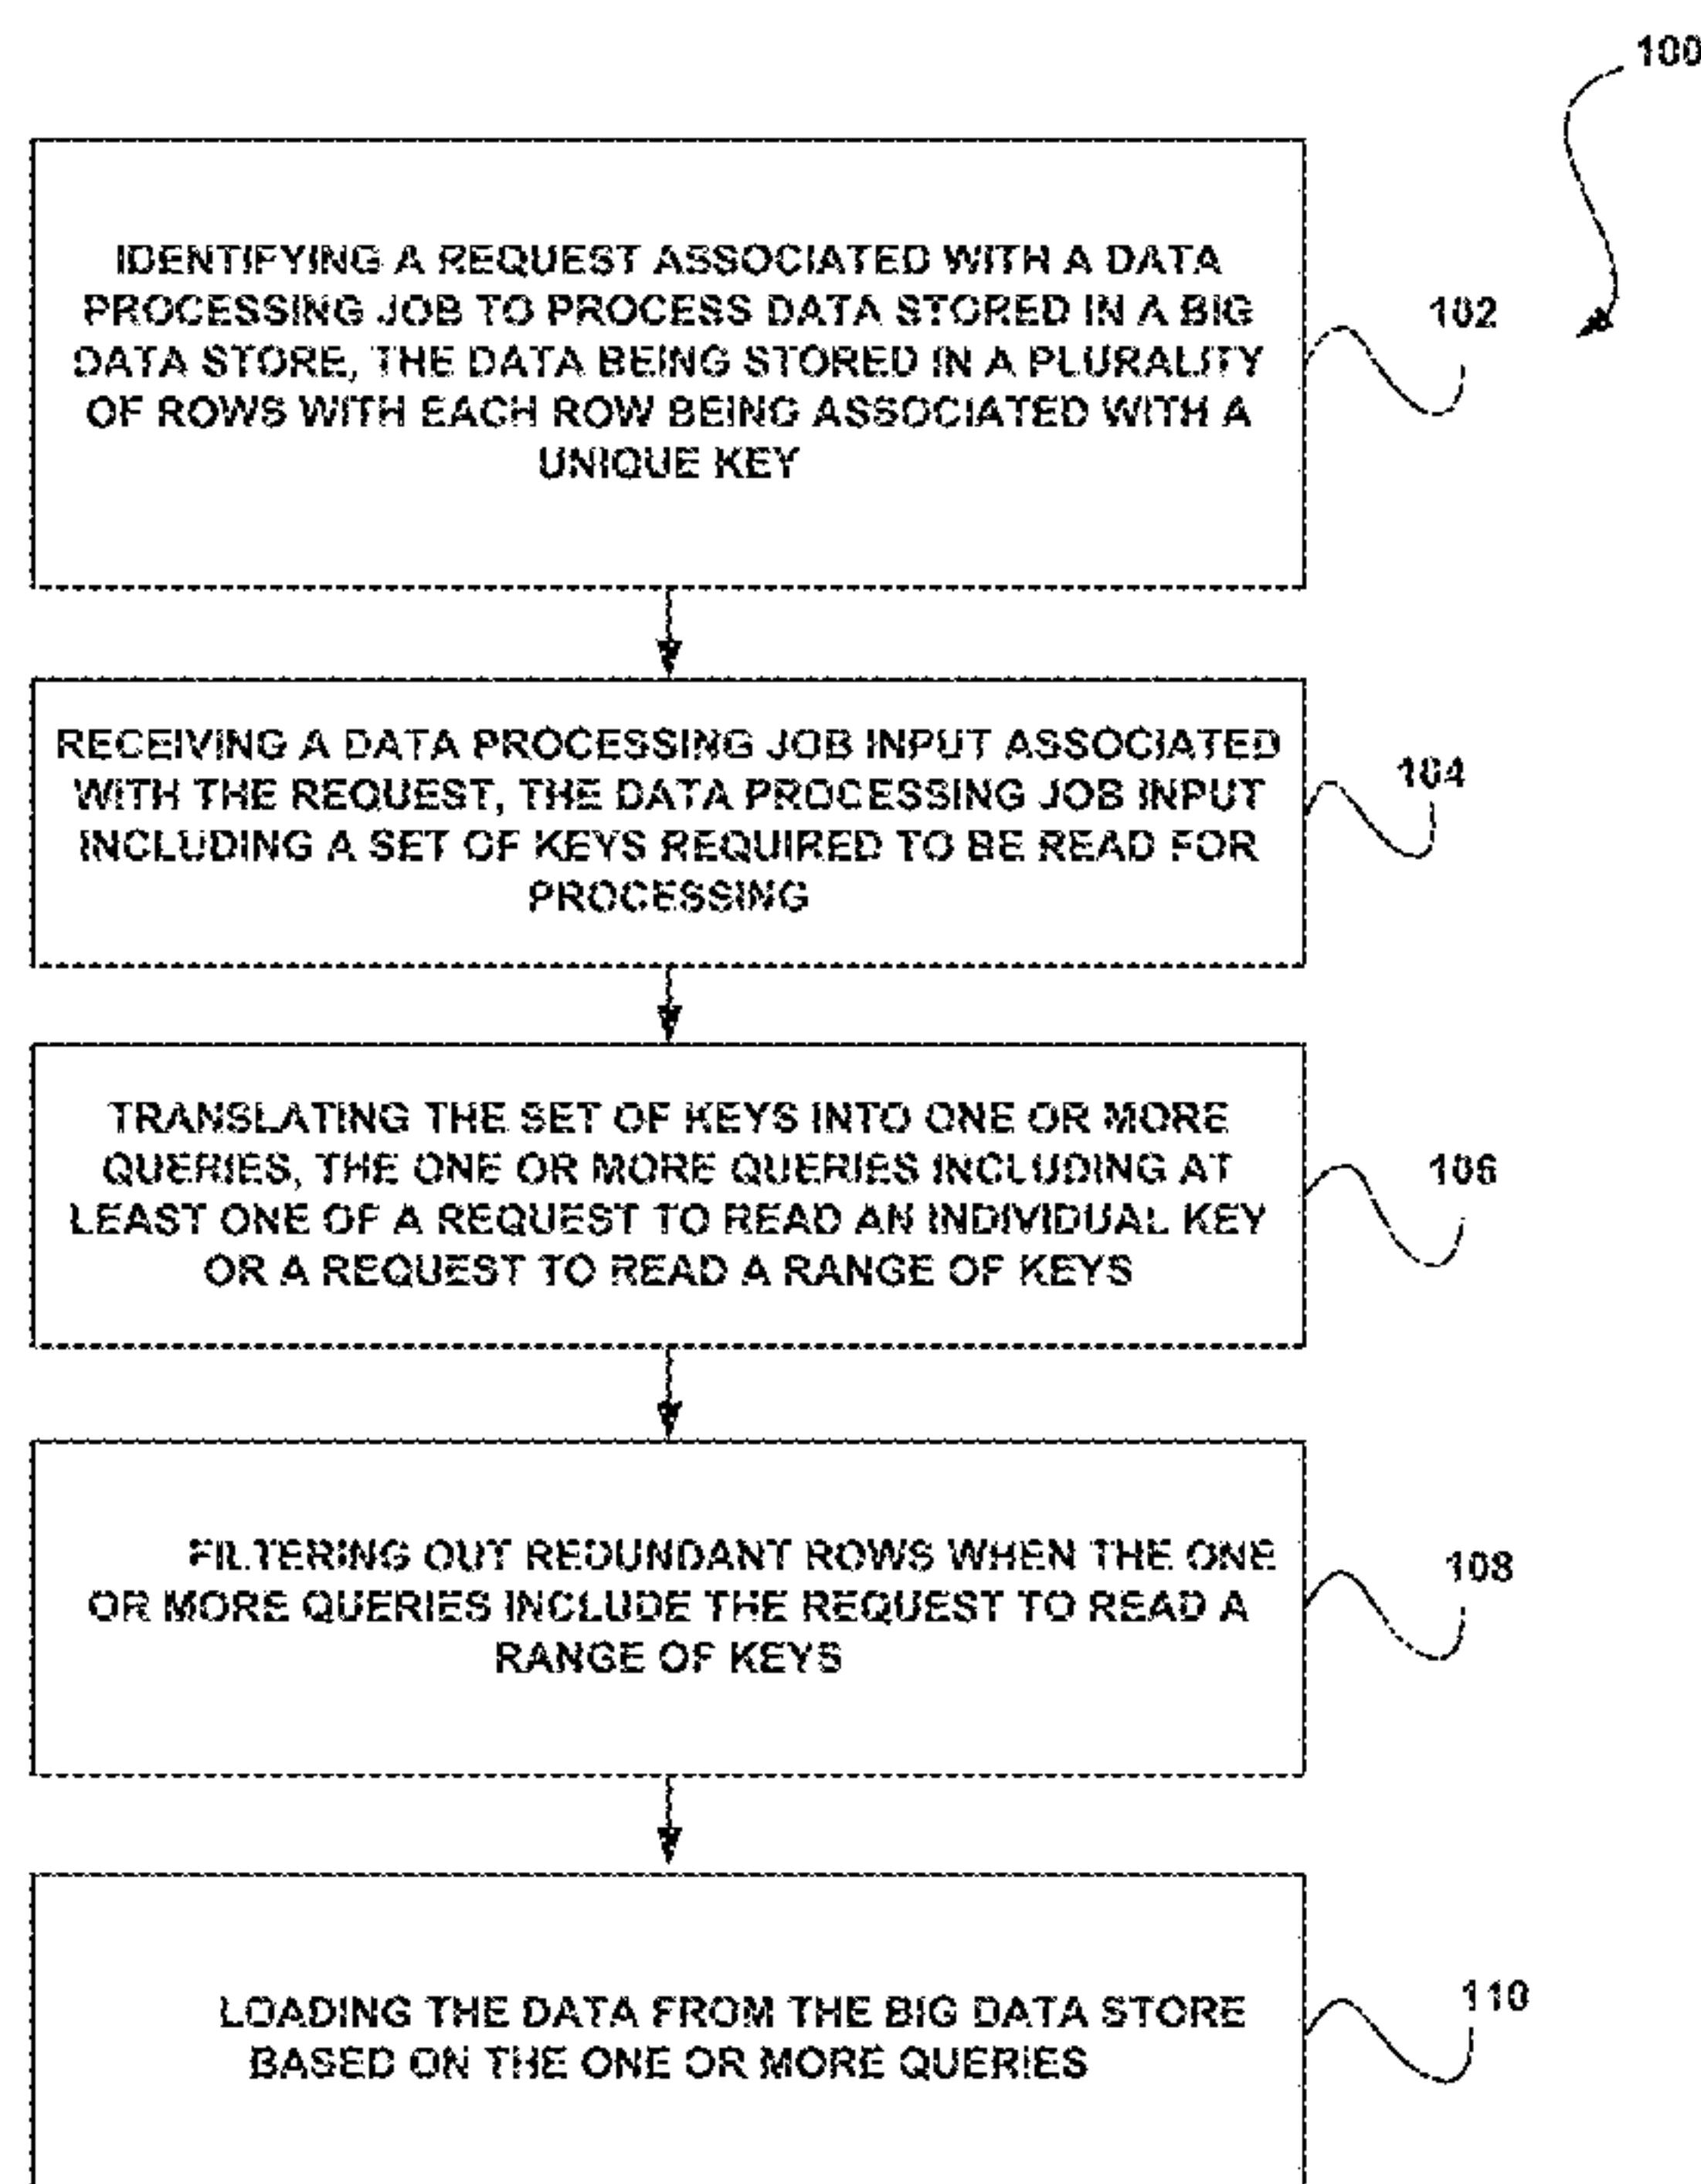 100
IDENTIFYING A REQUEST ASSOCIATED WITH A DATA
PROCESSING JOB TO PROCESS DATA STORED IN A BIG
DATA STORE, THE DATA BEING STORED IN A PLURALITY
OF ROWS WITH EACH ROW BEING ASSOCIATED WITH A
UNIQUE KEY
102
RECEIVING A DATA PROCESSING JOB INPUT ASSOCIATED
WITH THE REQUEST, THE DATA PROCESSING JOB INPUT
INCLUDING A SET OF KEYS REQUIRED TO BE READ FOR
PROCESSING
104
TRANSLATING THE SET OF KEYS INTO ONE OR MORE
QUERIES, THE ONE OR MORE QUERIES INCLUDING AT
LEAST ONE OF A REQUEST TO READ AN INDIVIDUAL KEY
OR A REQUEST TO READ A RANGE OF KEYS
106
FILTERING OUT REDUNDANT ROWS WHEN THE ONE
OR MORE QUERIES INCLUDE THE REQUEST TO READ A
RANGE OF KEYS
108
LOADING THE DATA FROM THE BIG DATA STORE
BASED ON THE ONE OR MORE QUERIES
110